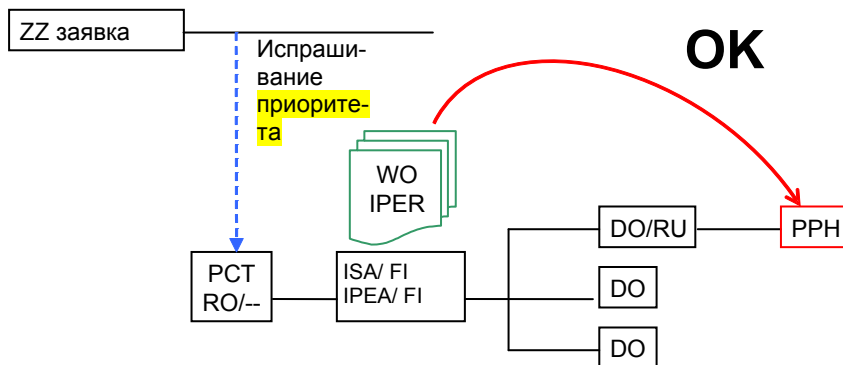 ZZ заявка
Испраши-
вание
приорите-
та
OK
WO
IPER
PCT
RO/--
ISA/ FI
IPEA/ FI
DO/RU
PPH
DO
DO